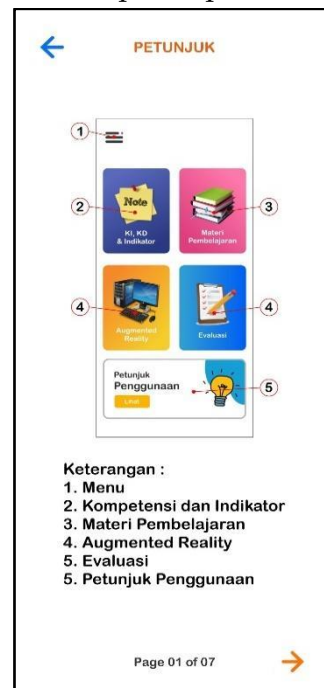 PETUNJUK
1
2
Note
KI, KD
& Indikator
Materi
Pembelajaran
3
4
Augmented
Reality
Evaluasi
4
Petunjuk
Penggunaan
Lihat
5
Keterangan :
1. Menu
2. Kompetensi dan Indikator
3. Materi Pembelajaran
4. Augmented Reality
5. Evaluasi
5. Petunjuk Penggunaan
Page 01 of 07